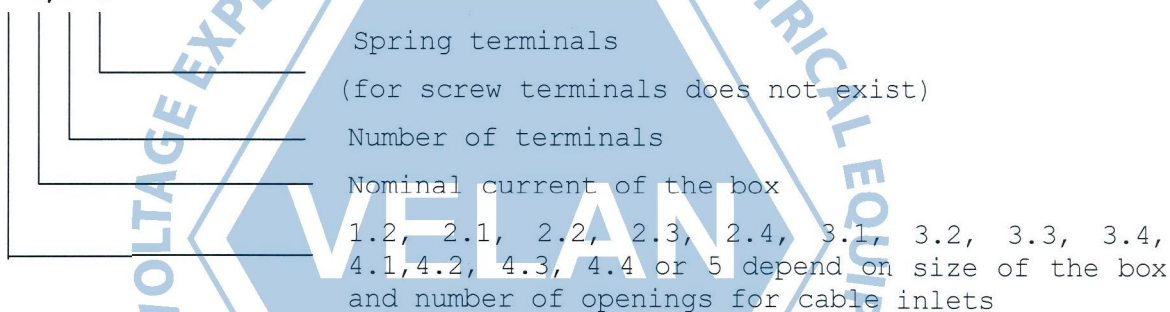 Spring terminals
(for screw terminals does not exist)
Number of terminals
Nominal current of the box
1.2, 2.1, 2.2, 2.3, 2.4, 3.1, 3.2, 3.3, 3.4,
4.1,4.2, 4.3, 4.4 or 5 depend on size of the box
and number of openings for cable inlets
VELAN